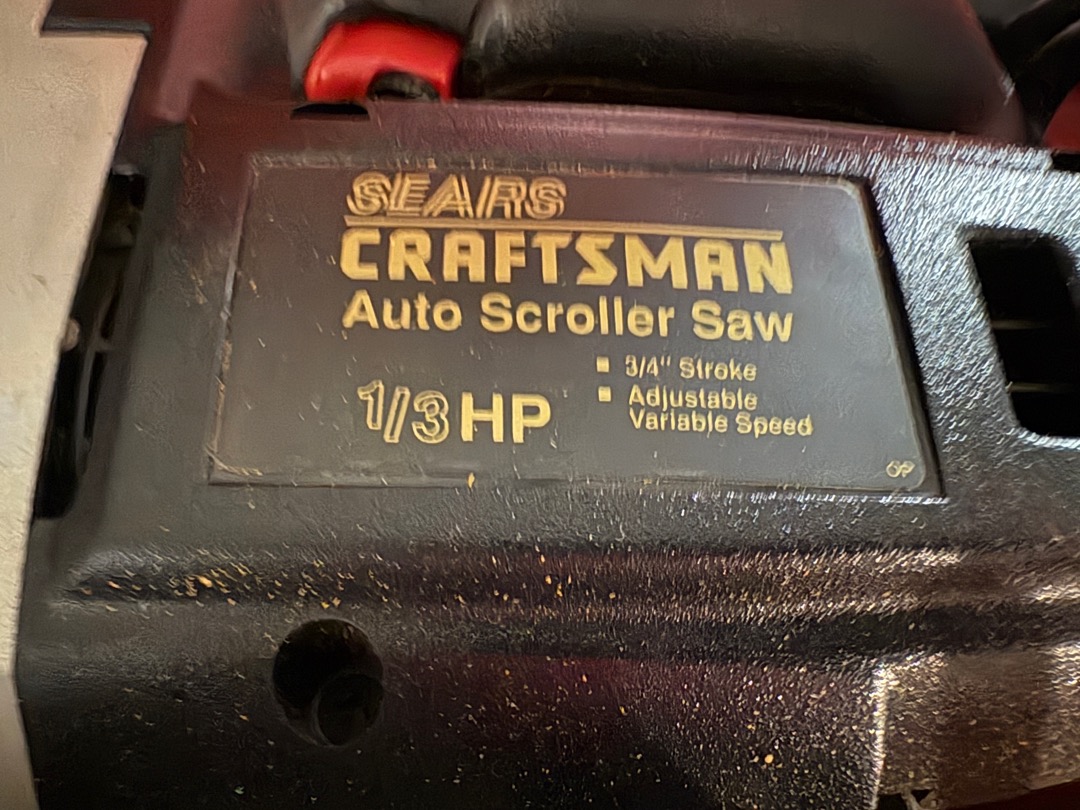 SEARS
CRAFTSMAN
Auto Scroller Saw
1/3 HP
▪ 3/4" Stroke
▪ Adjustable
Variable Speed